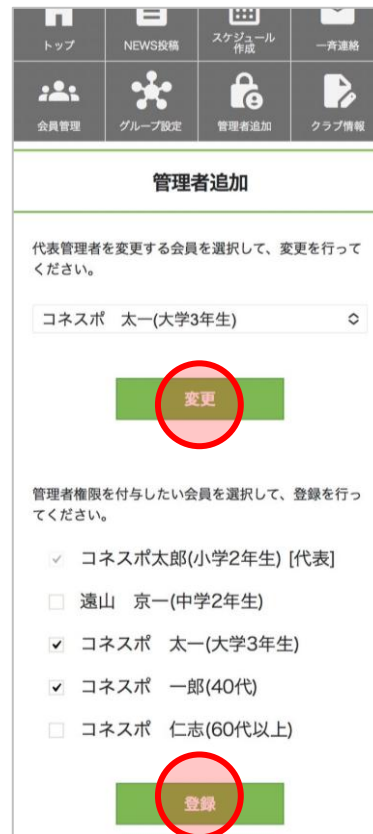 トップ
NEWS投稿
スケジュール
作成
一斉連絡
会員管理
グループ設定
管理者追加
クラブ情報
管理者追加
代表管理者を変更する会員を選択して、変更を行って
ください。
コネスポ　太一(大学3年生)
変更
管理者権限を付与したい会員を選択して、登録を行っ
てください。
コネスポ太郎(小学2年生) [代表]
遠山　京一(中学2年生)
コネスポ　太一(大学3年生)
コネスポ　一郎(40代)
コネスポ　仁志(60代以上)
登録